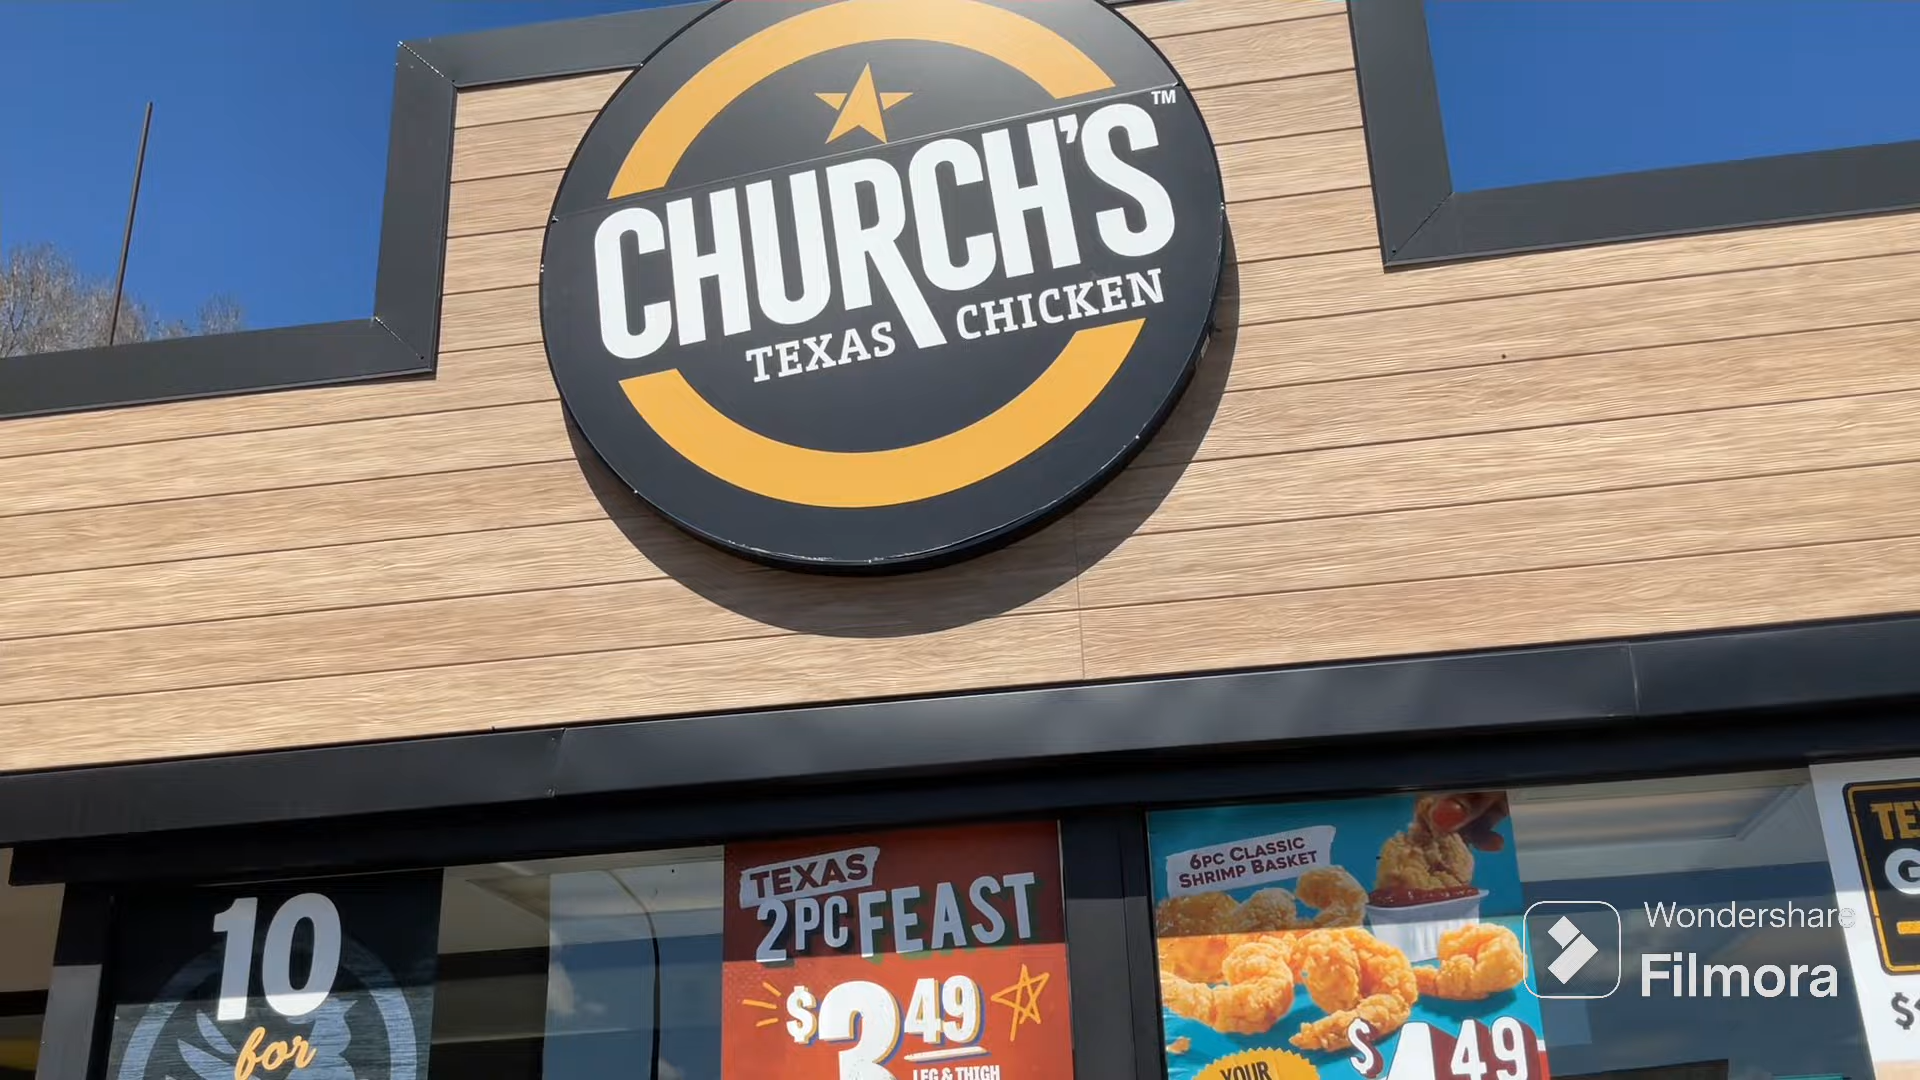 CHURCH'S™
TEXAS CHICKEN
10
for
TEXAS
2PC FEAST
$3.49
LEG & THIGH
6PC CLASSIC
SHRIMP BASKET
$4.49
YOUR
Wondershare
Filmora